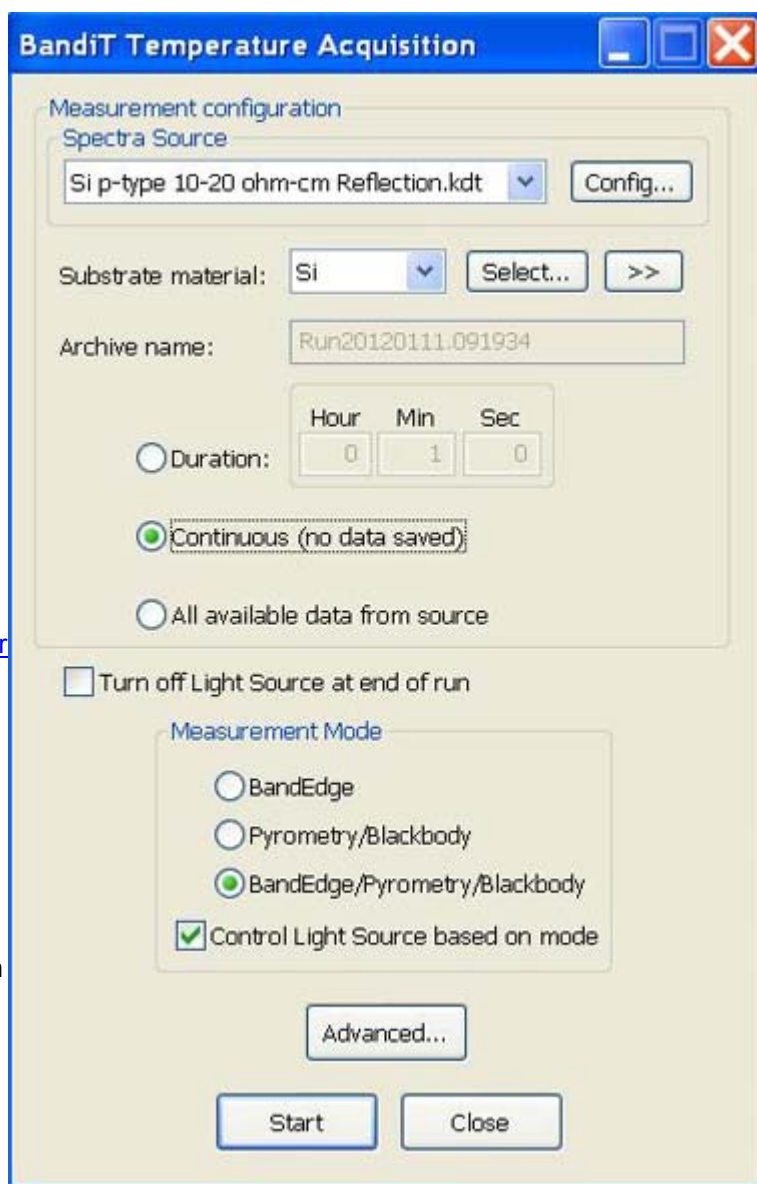 BandiT Temperature Acquisition
Measurement configuration
Spectra Source
Si p-type 10-20 ohm-cm Reflection.kdt
Config...
Substrate material:
Si
Select...
>>
Archive name:
Run20120111.091934
Hour Min Sec
Duration:
0 1 0
Continuous (no data saved)
All available data from source
Turn off Light Source at end of run
Measurement Mode
BandEdge
Pyrometry/Blackbody
BandEdge/Pyrometry/Blackbody
Control Light Source based on mode
Advanced...
Start
Close